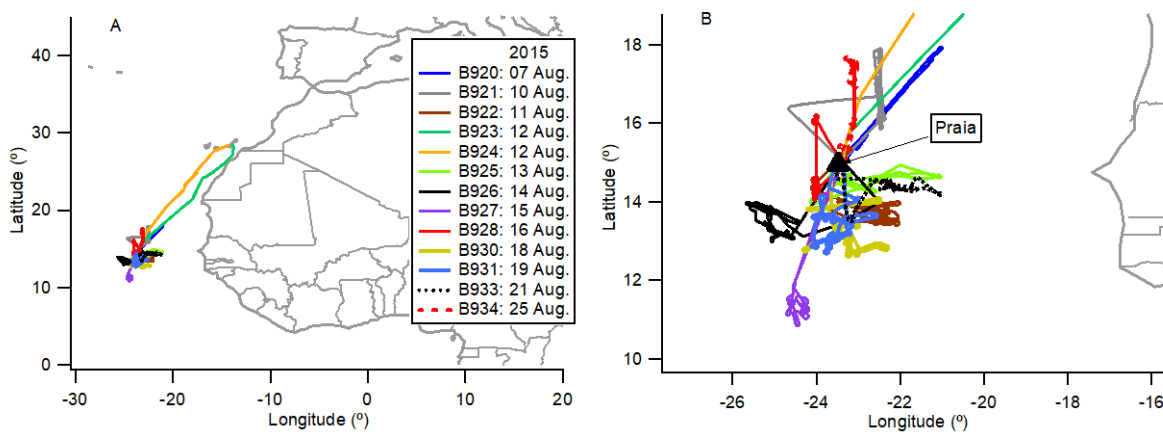 A
2015
B920: 07 Aug.
B921: 10 Aug.
B922: 11 Aug.
B923: 12 Aug.
B924: 12 Aug.
B925: 13 Aug.
B926: 14 Aug.
B927: 15 Aug.
B928: 16 Aug.
B930: 18 Aug.
B931: 19 Aug.
B933: 21 Aug.
B934: 25 Aug.
Latitude (º)
40
30
20
10
0
-30
-20
-10
0
10
20
Longitude (º)
B
Praia
Latitude (º)
18
16
14
12
10
-26
-24
-22
-20
-18
-16
Longitude (º)